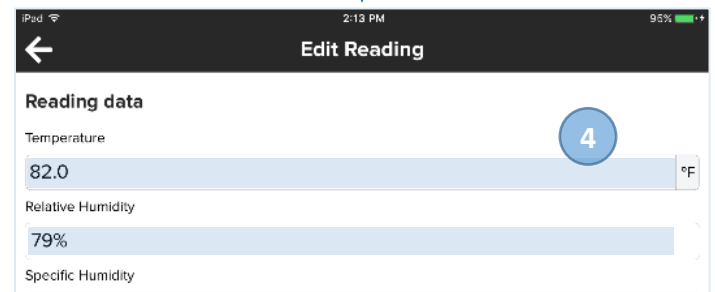 iPad 2:13 PM 95%
Edit Reading
Reading data
4
Temperature
82.0 °F
Relative Humidity
79%
Specific Humidity